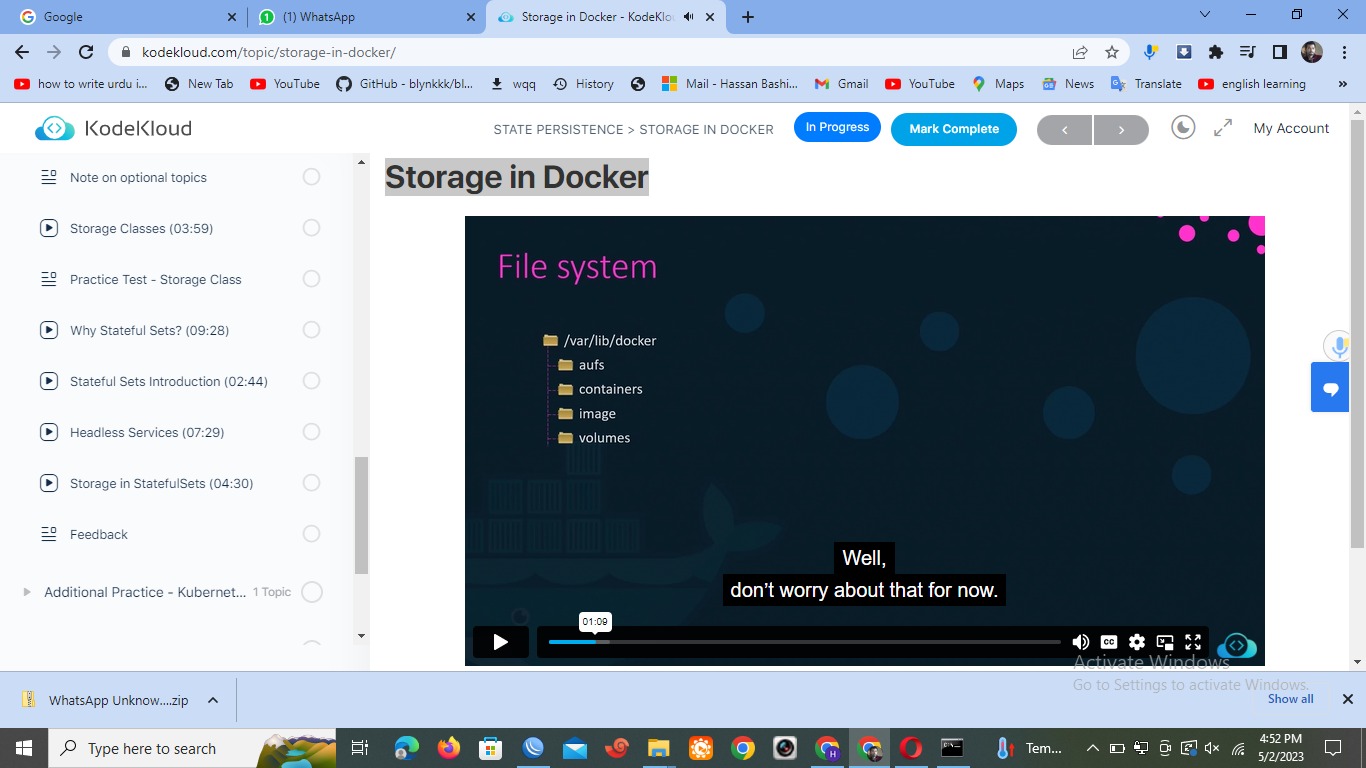 Google
(1) WhatsApp
Storage in Docker - KodeKlo
kodekloud.com/topic/storage-in-docker/
how to write urdu i...
New Tab
YouTube
GitHub - blynkkk/bl...
wqq
History
Mail - Hassan Bashi...
Gmail
YouTube
Maps
News
Translate
english learning
»
KodeKloud
STATE PERSISTENCE > STORAGE IN DOCKER
In Progress
Mark Complete
My Account
Note on optional topics
Storage Classes (03:59)
Practice Test - Storage Class
Why Stateful Sets? (09:28)
Stateful Sets Introduction (02:44)
Headless Services (07:29)
Storage in StatefulSets (04:30)
Feedback
Additional Practice - Kubernet... 1 Topic
Storage in Docker
File system
/var/lib/docker
aufs
containers
image
volumes
Well,
don’t worry about that for now.
01:09
CC
Activate Windows
Go to Settings to activate Windows.
WhatsApp Unknow....zip
Show all
Type here to search
Tem...
4:52 PM
5/2/2023